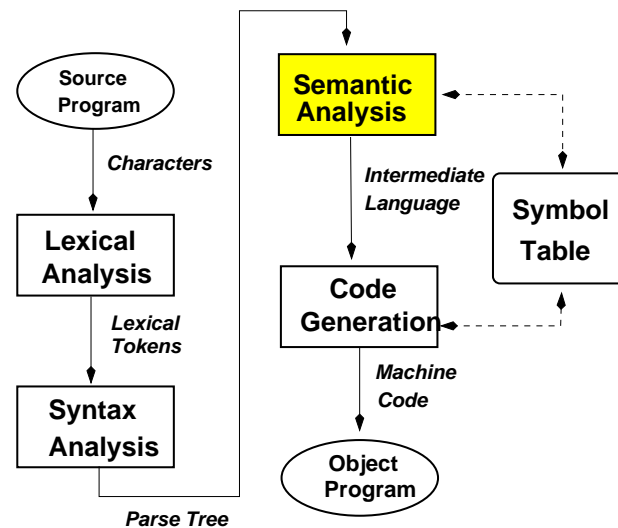 Source
Program
Characters
Lexical
Analysis
Lexical
Tokens
Syntax
Analysis
Parse Tree
Semantic
Analysis
Intermediate
Language
Symbol
Table
Code
Generation
Machine
Code
Object
Program